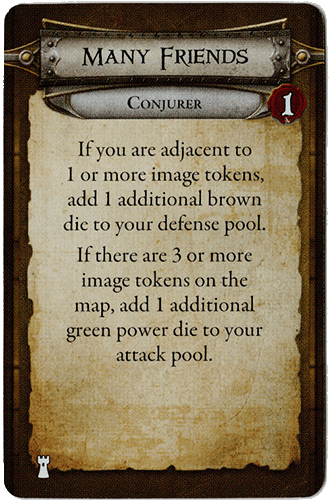 Many Friends
Conjurer
1
If you are adjacent to
1 or more image tokens,
add 1 additional brown
die to your defense pool.
If there are 3 or more
image tokens on the
map, add 1 additional
green power die to your
attack pool.